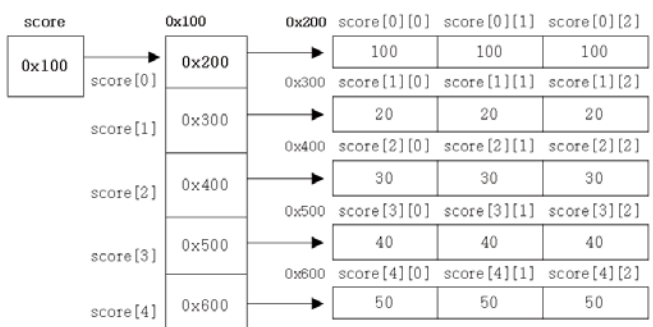 score 0x100 0x200 score[0][0] score[0][1] score[0][2]
0x100 0x200 100 100 100
score[0] 0x300 score[1][0] score[1][1] score[1][2]
0x300 20 20 20
score[1]
0x400 score[2][0] score[2][1] score[2][2]
0x400 30 30 30
score[2]
0x500 score[3][0] score[3][1] score[3][2]
0x500 40 40 40
score[3]
0x600 score[4][0] score[4][1] score[4][2]
0x600 50 50 50
score[4]